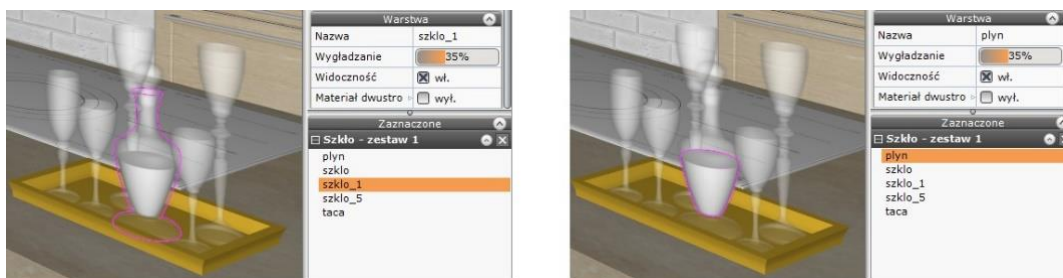 Warstwa
Nazwa szklo_1
Wygładzanie 35%
Widoczność wł.
Materiał dwustro wył.
Zaznaczone
Szkło - zestaw 1
plyn
szklo
szklo_1
szklo_5
taca
Warstwa
Nazwa plyn
Wygładzanie 35%
Widoczność wł.
Materiał dwustro wył.
Zaznaczone
Szkło - zestaw 1
plyn
szklo
szklo_1
szklo_5
taca